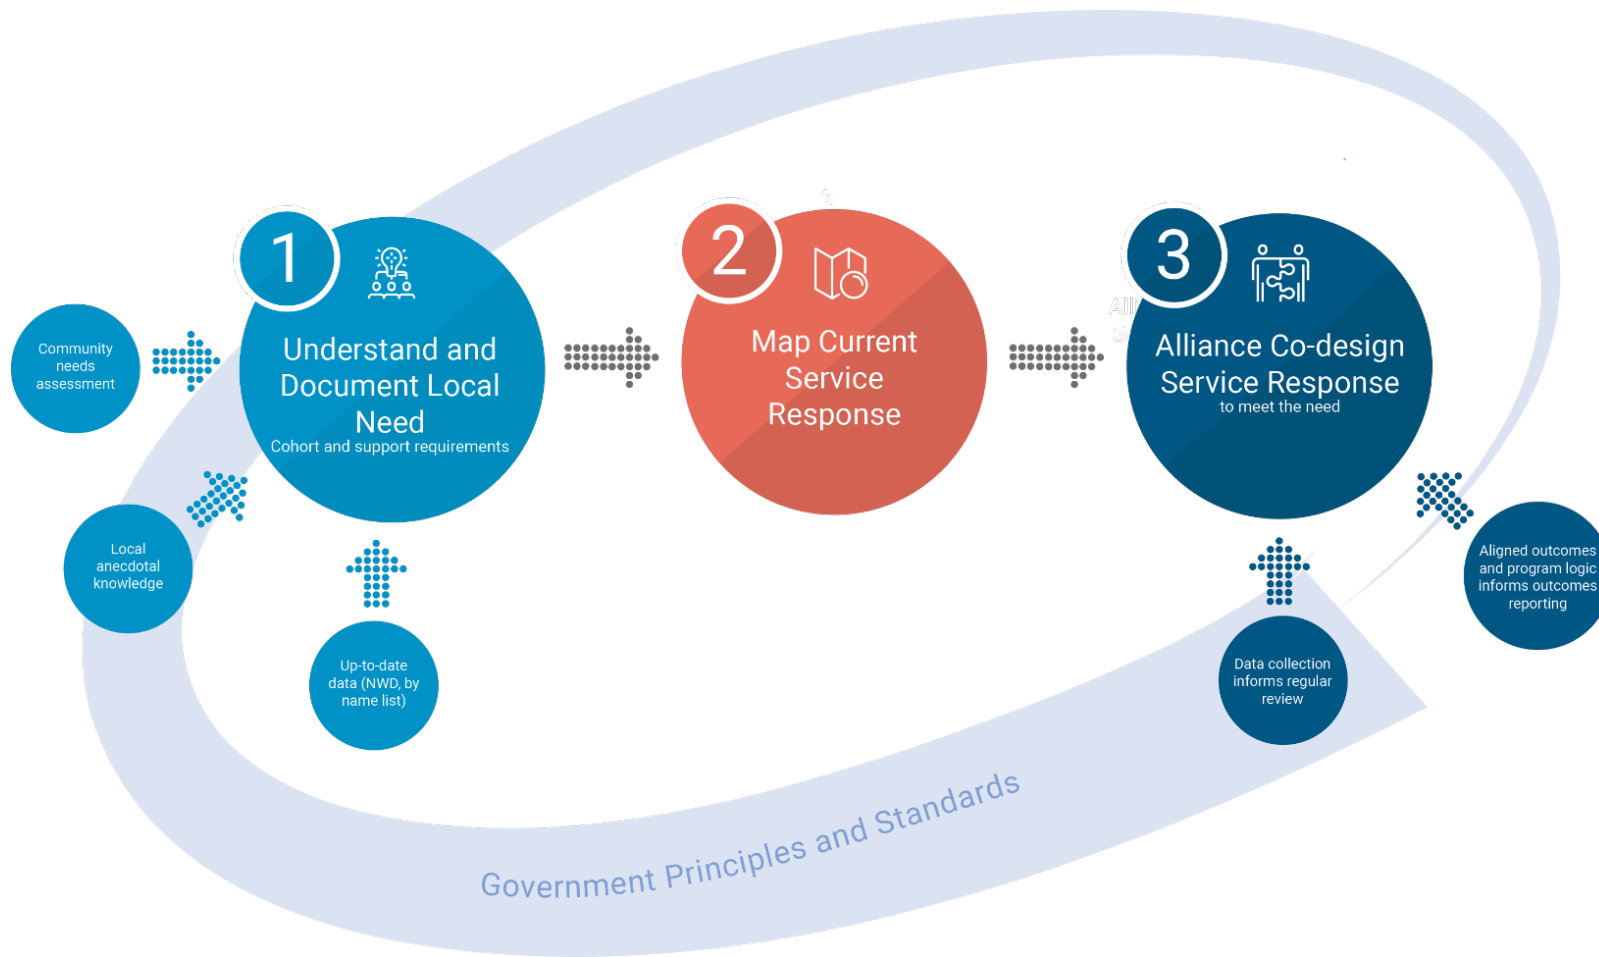 1
Understand and
Document Local
Need
Cohort and support requirements
Community
needs
assessment
Local
anecdotal
knowledge
Up-to-date
data (NWD, by
name list)
2
Map Current
Service
Response
3
Alliance Co-design
Service Response
to meet the need
Data collection
informs regular
review
Aligned outcomes
and program logic
informs outcomes
reporting
Government Principles and Standards